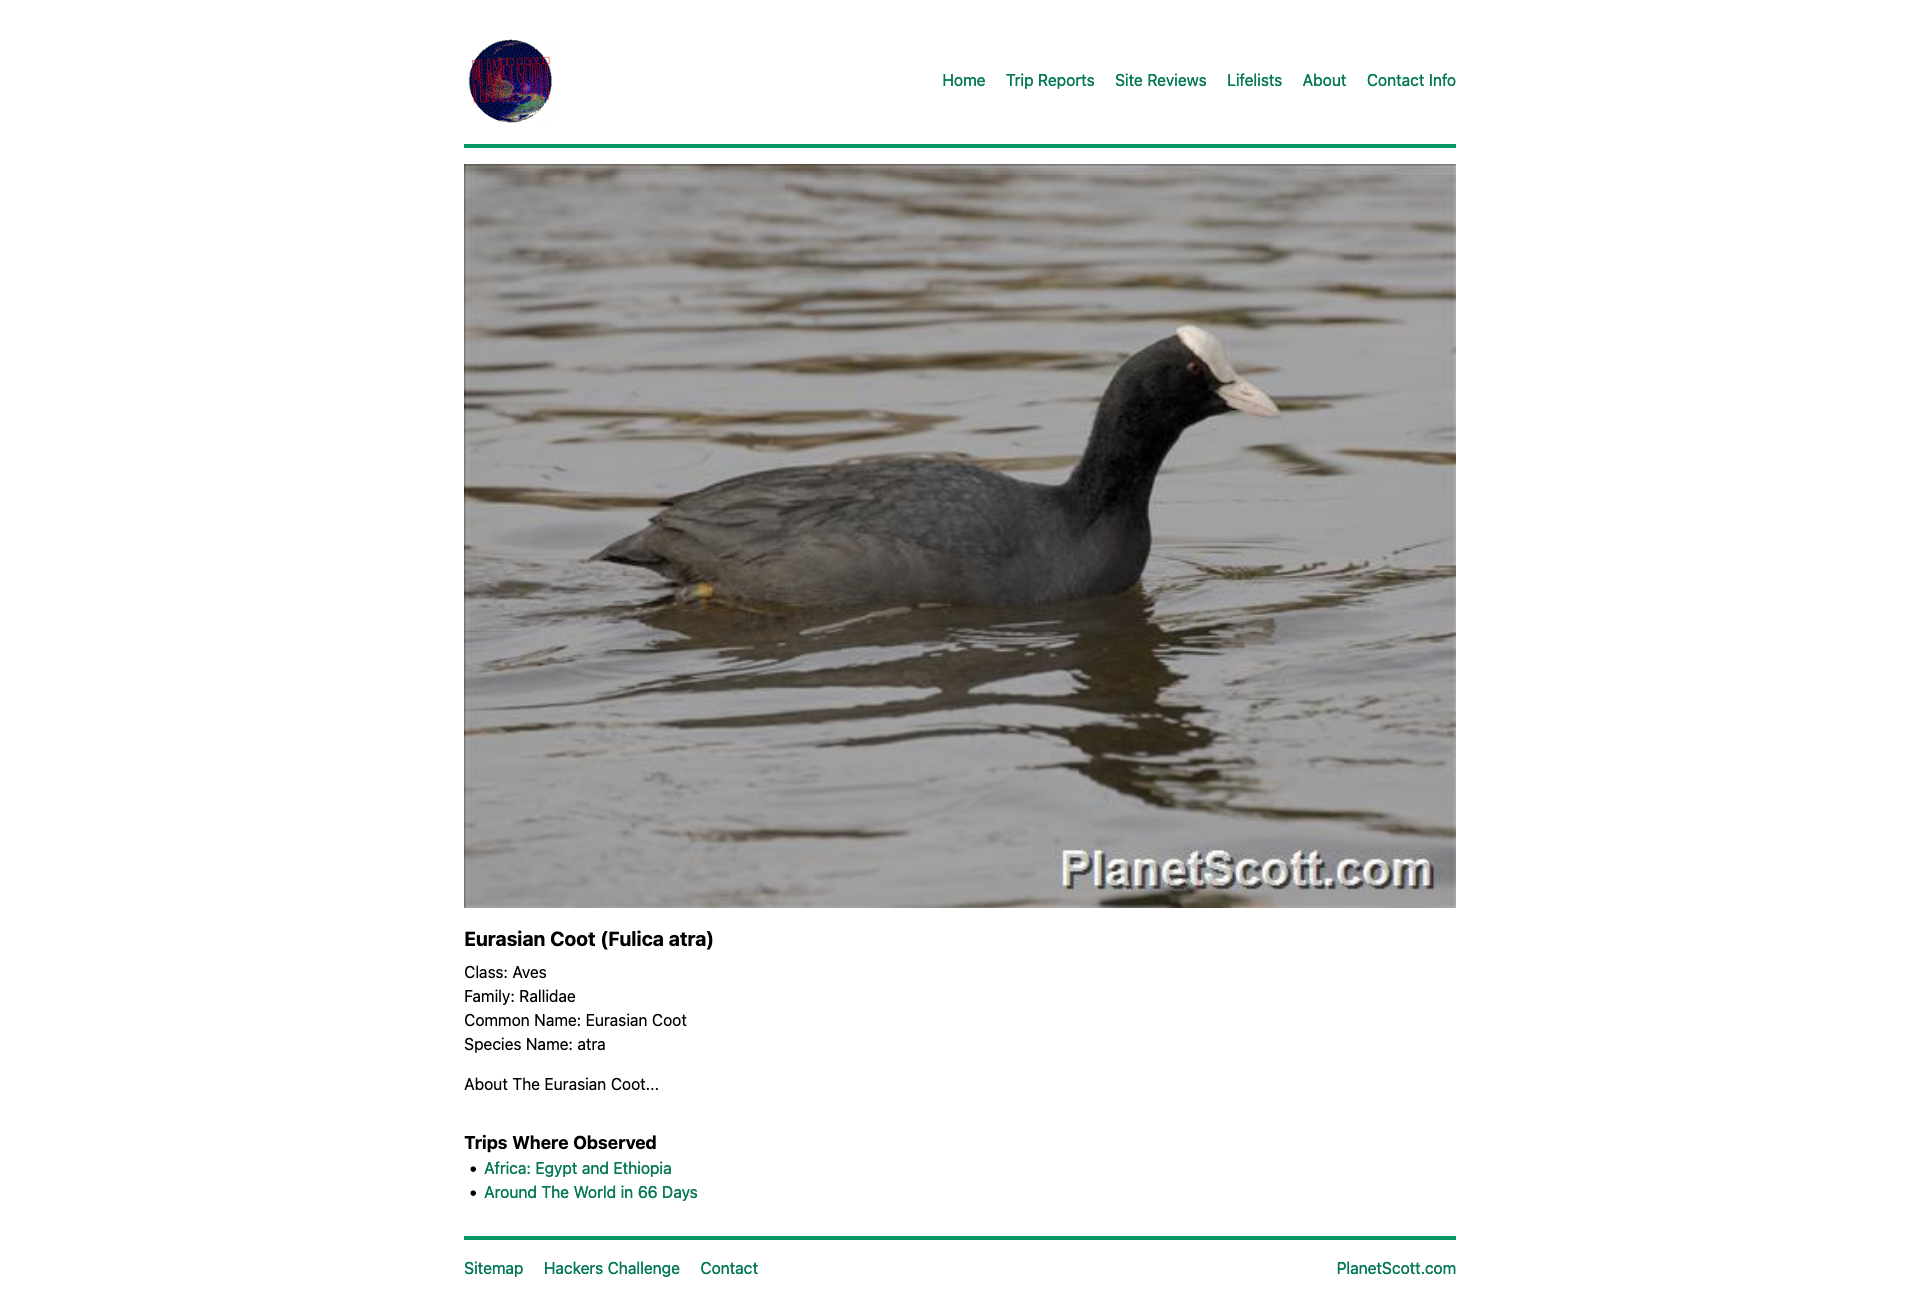 PLANET SCOTT
Home Trip Reports Site Reviews Lifelists About Contact Info
PlanetScott.com
Eurasian Coot (Fulica atra)
Class: Aves
Family: Rallidae
Common Name: Eurasian Coot
Species Name: atra
About The Eurasian Coot...
Trips Where Observed
• Africa: Egypt and Ethiopia
• Around The World in 66 Days
Sitemap Hackers Challenge Contact PlanetScott.com